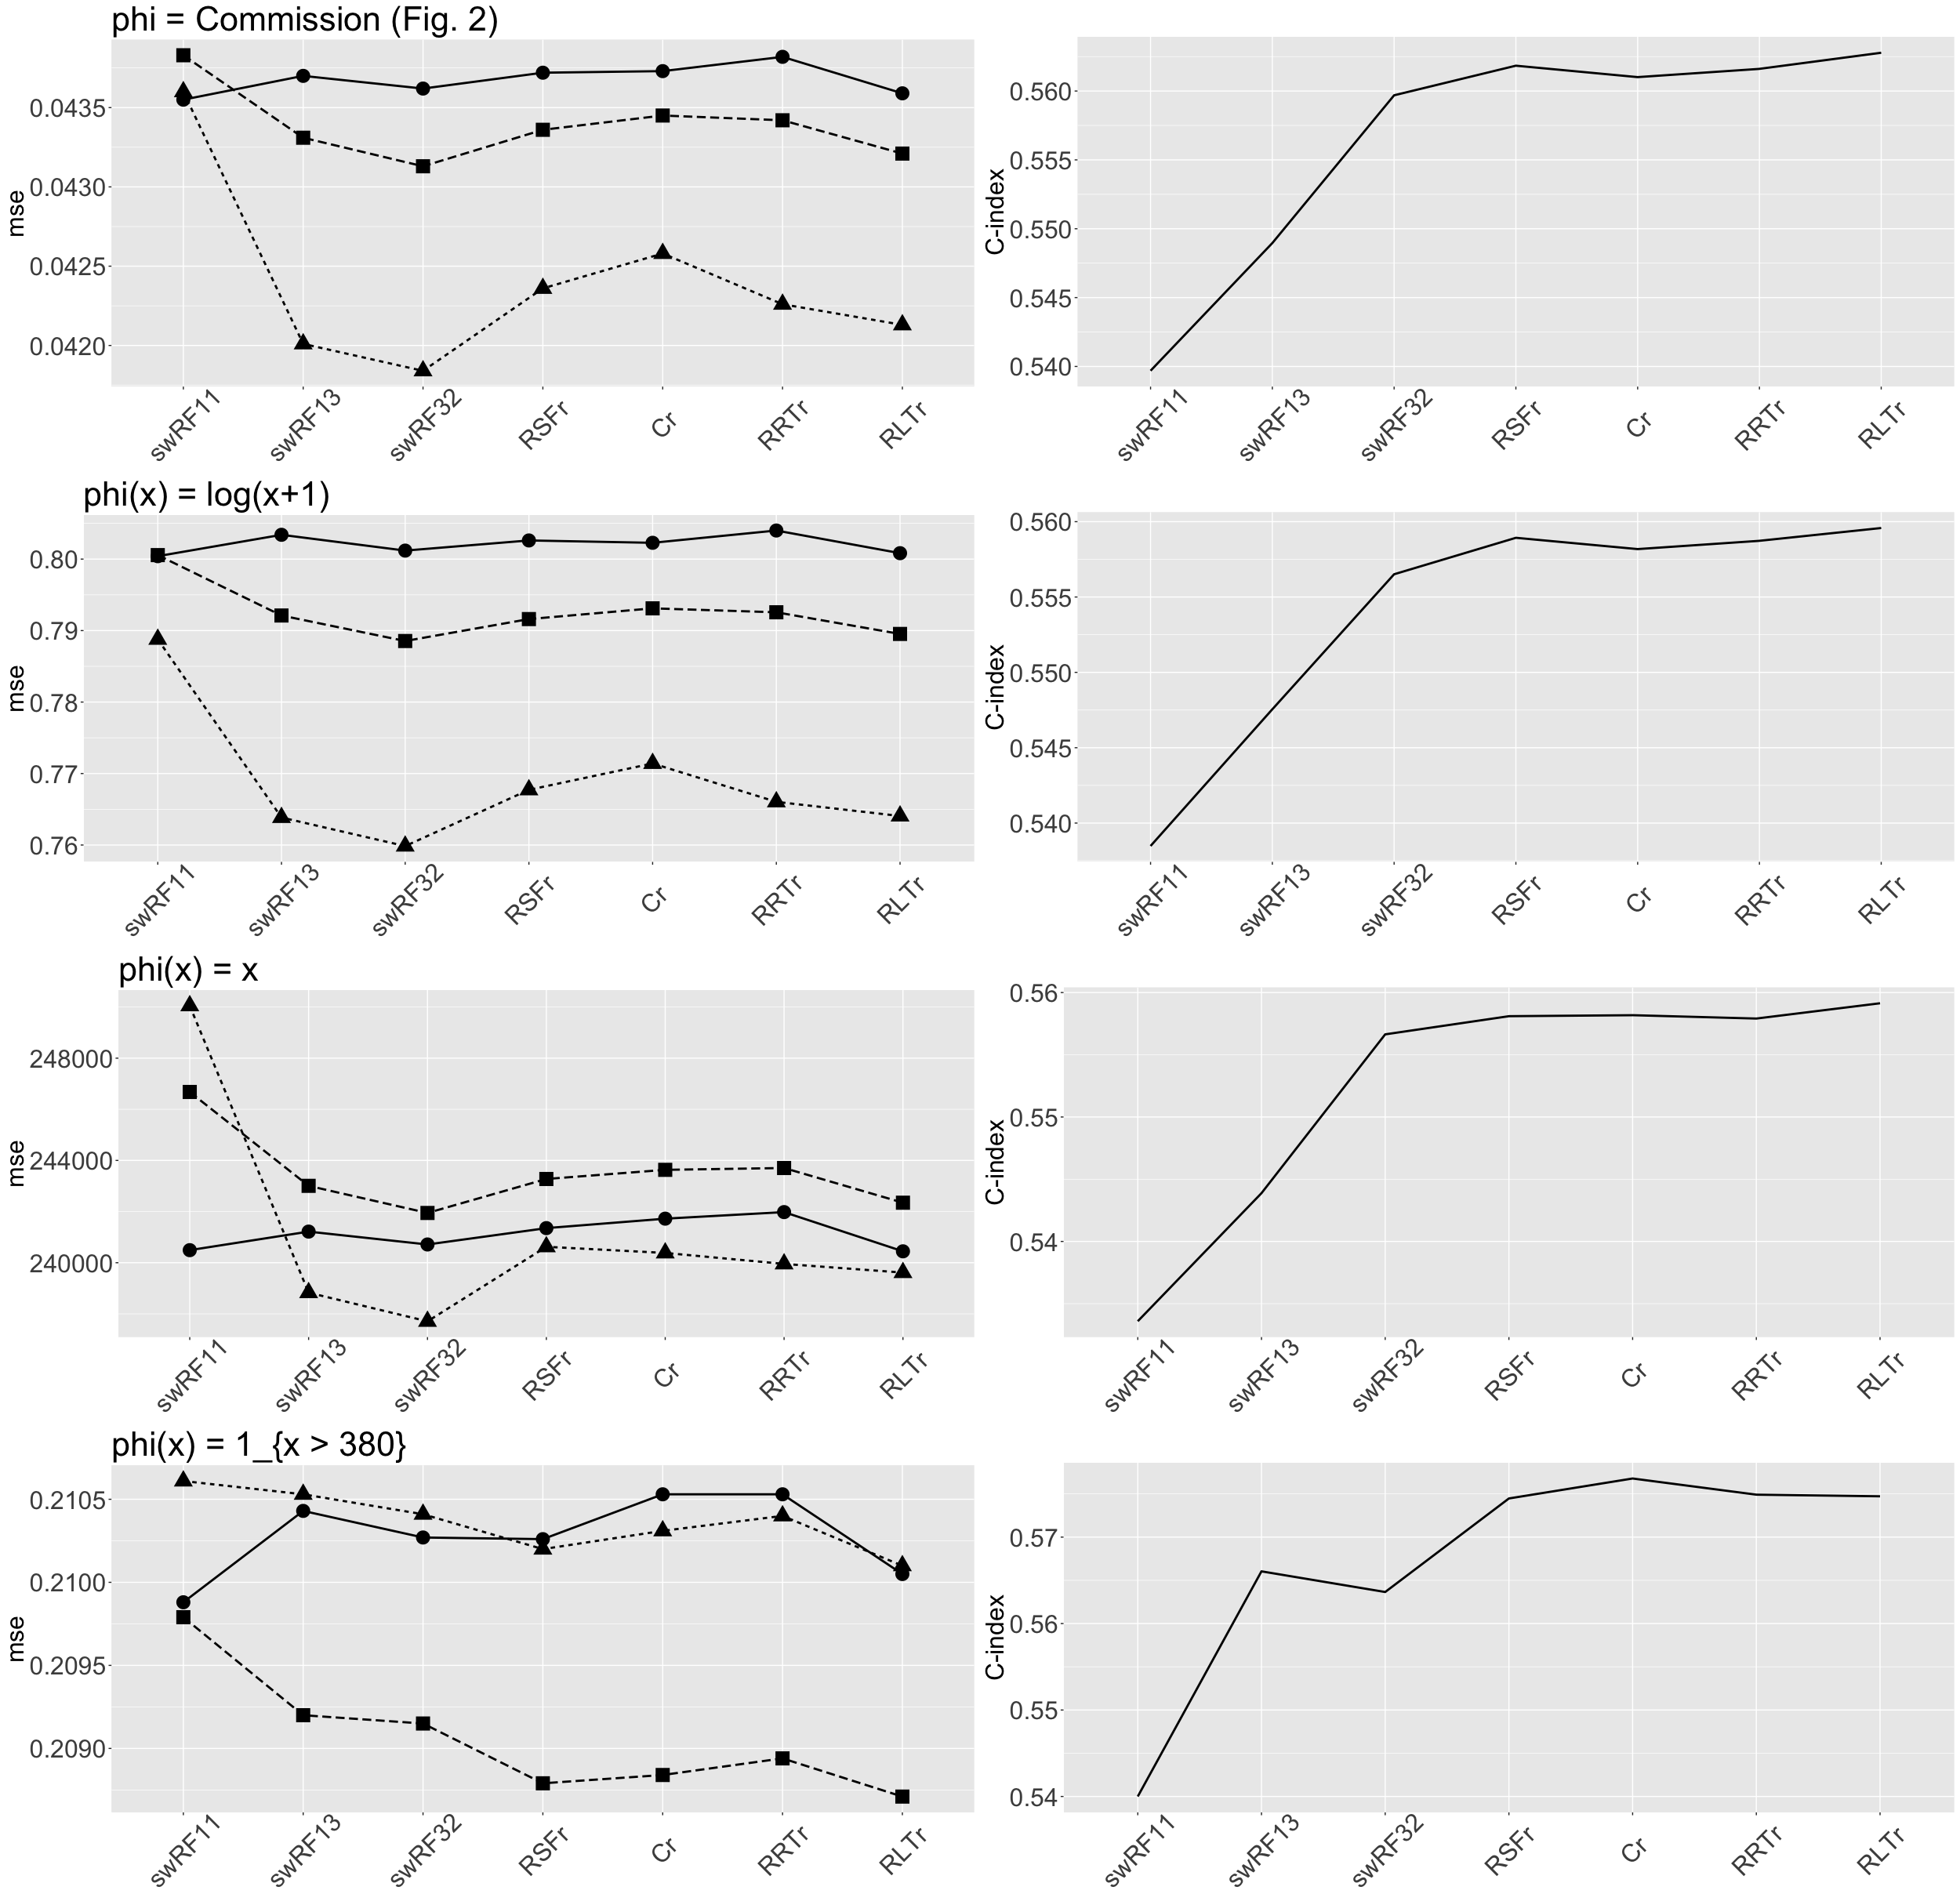 phi = Commission (Fig. 2)
mse
0.0435
0.0430
0.0425
0.0420
swRF11 swRF13 swRF32 RSFr Cr RRTr RLTr
C-index
0.560
0.555
0.550
0.545
0.540
swRF11 swRF13 swRF32 RSFr Cr RRTr RLTr
phi(x) = log(x+1)
mse
0.80
0.79
0.78
0.77
0.76
swRF11 swRF13 swRF32 RSFr Cr RRTr RLTr
C-index
0.560
0.555
0.550
0.545
0.540
swRF11 swRF13 swRF32 RSFr Cr RRTr RLTr
phi(x) = x
mse
248000
244000
240000
swRF11 swRF13 swRF32 RSFr Cr RRTr RLTr
C-index
0.56
0.55
0.54
swRF11 swRF13 swRF32 RSFr Cr RRTr RLTr
phi(x) = 1_{x > 380}
mse
0.2105
0.2100
0.2095
0.2090
swRF11 swRF13 swRF32 RSFr Cr RRTr RLTr
C-index
0.57
0.56
0.55
0.54
swRF11 swRF13 swRF32 RSFr Cr RRTr RLTr